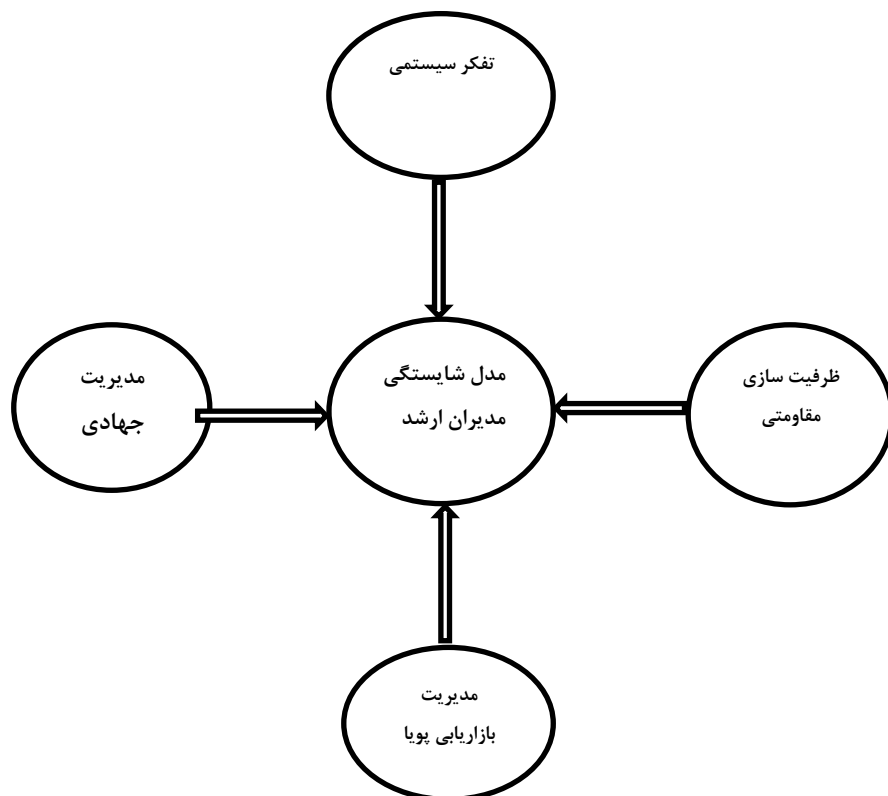 تفکر سیستمی
ظرفیت سازی
مقاومتی
مدل شایستگی
مدیران ارشد
مدیریت
جهادی
مدیریت
بازاریابی پویا